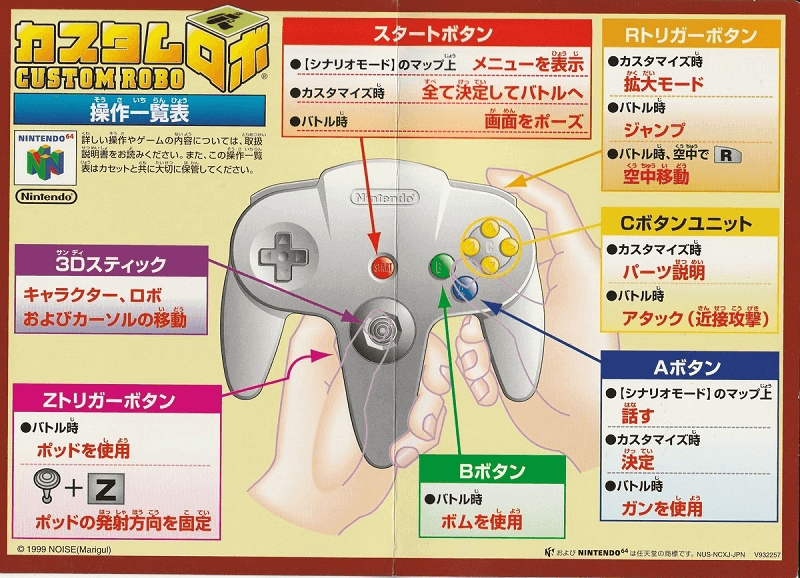 カスタムロボ®
CUSTOM ROBO
操作一覧表
NINTENDO 64
Nintendo
詳しい操作やゲームの内容については、取扱
説明書をお読みください。また、この操作一覧
表はカセットと共に大切に保管してください。
スタートボタン
●【シナリオモード】のマップ上 メニューを表示
●カスタマイズ時 全て決定してバトルへ
●バトル時 画面をポーズ
Rトリガーボタン
●カスタマイズ時
拡大モード
●バトル時
ジャンプ
●バトル時、空中で R
空中移動
Cボタンユニット
●カスタマイズ時
パーツ説明
●バトル時
アタック(近接攻撃)
Aボタン
●【シナリオモード】のマップ上
話す
●カスタマイズ時
決定
●バトル時
ガンを使用
Bボタン
●バトル時
ボムを使用
3Dスティック
キャラクター、ロボ
およびカーソルの移動
Zトリガーボタン
●バトル時
ポッドを使用
+ Z
ポッドの発射方向を固定
Nintendo
START
B
© 1999 NOISE(Marigul)
および NINTENDO64 は任天堂の商標です。 NUS-NCXJ-JPN V932257